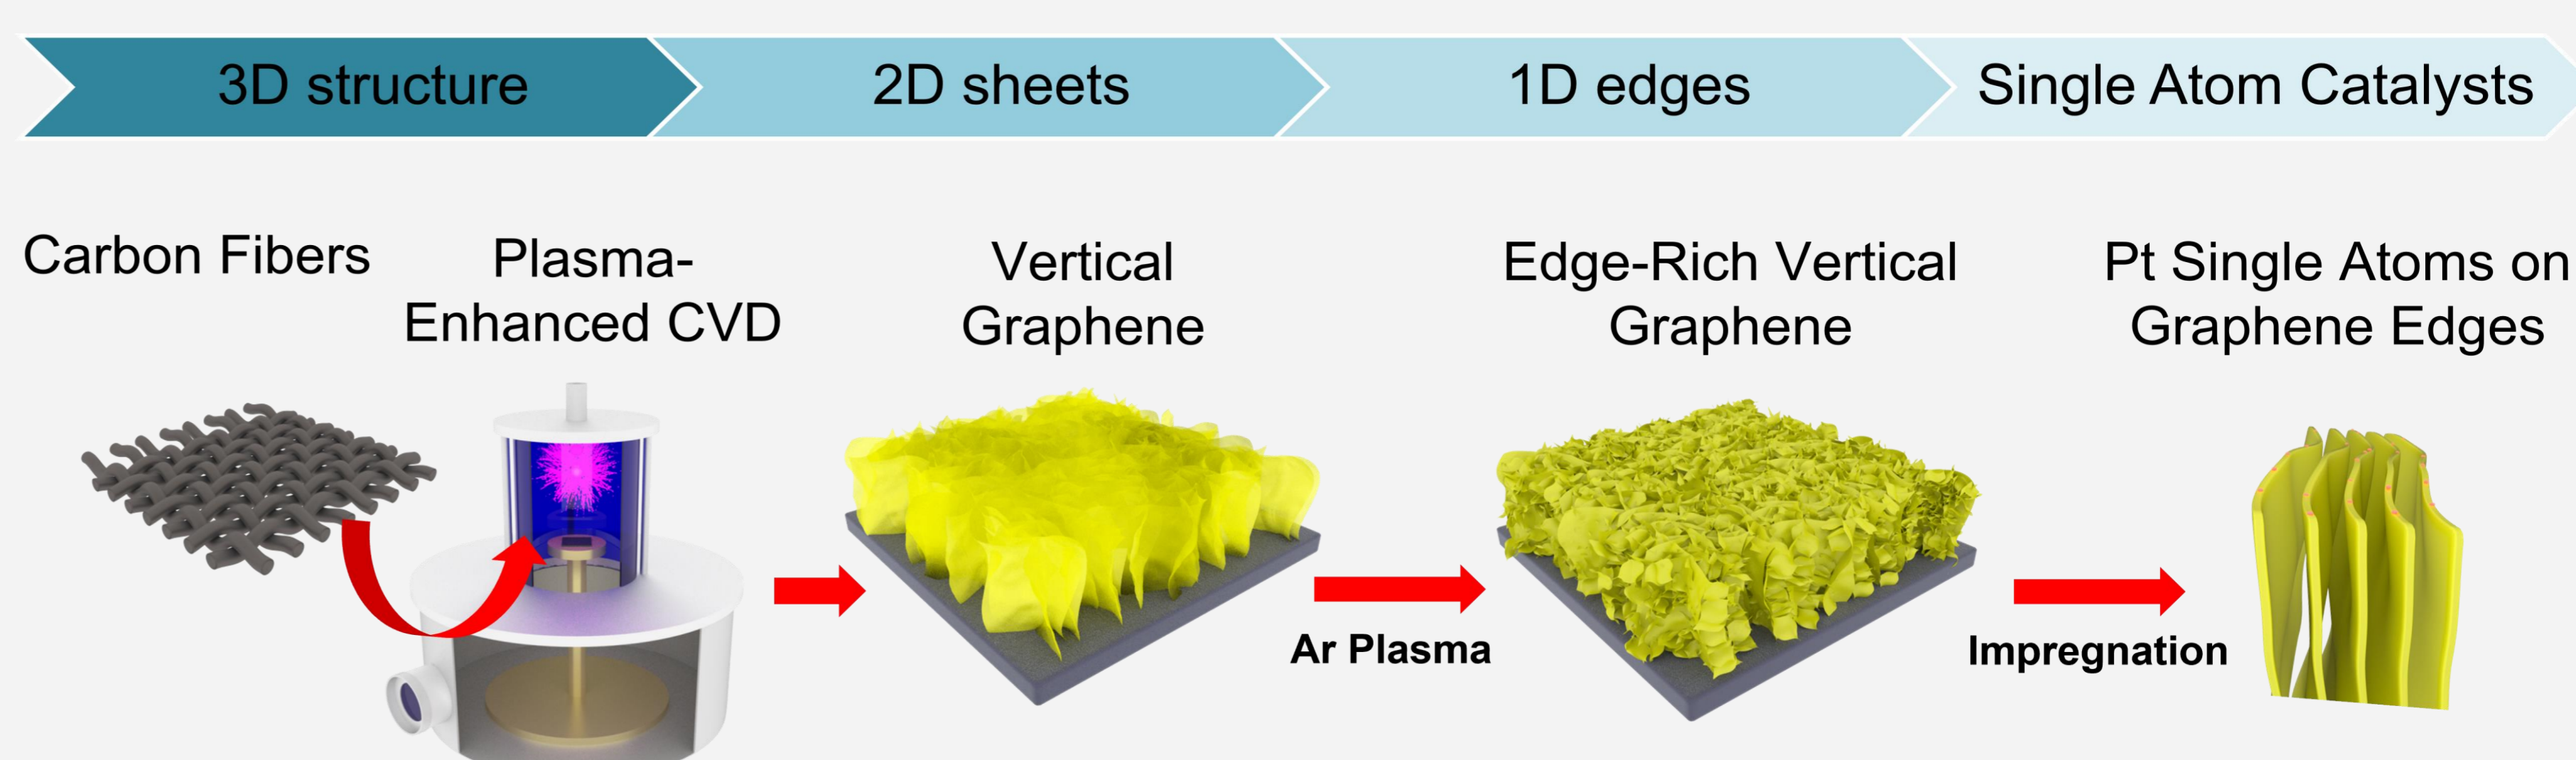 3D structure
2D sheets
1D edges
Single Atom Catalysts
Carbon Fibers
Plasma-
Enhanced CVD
Vertical
Graphene
Edge-Rich Vertical
Graphene
Pt Single Atoms on
Graphene Edges
Ar Plasma
Impregnation